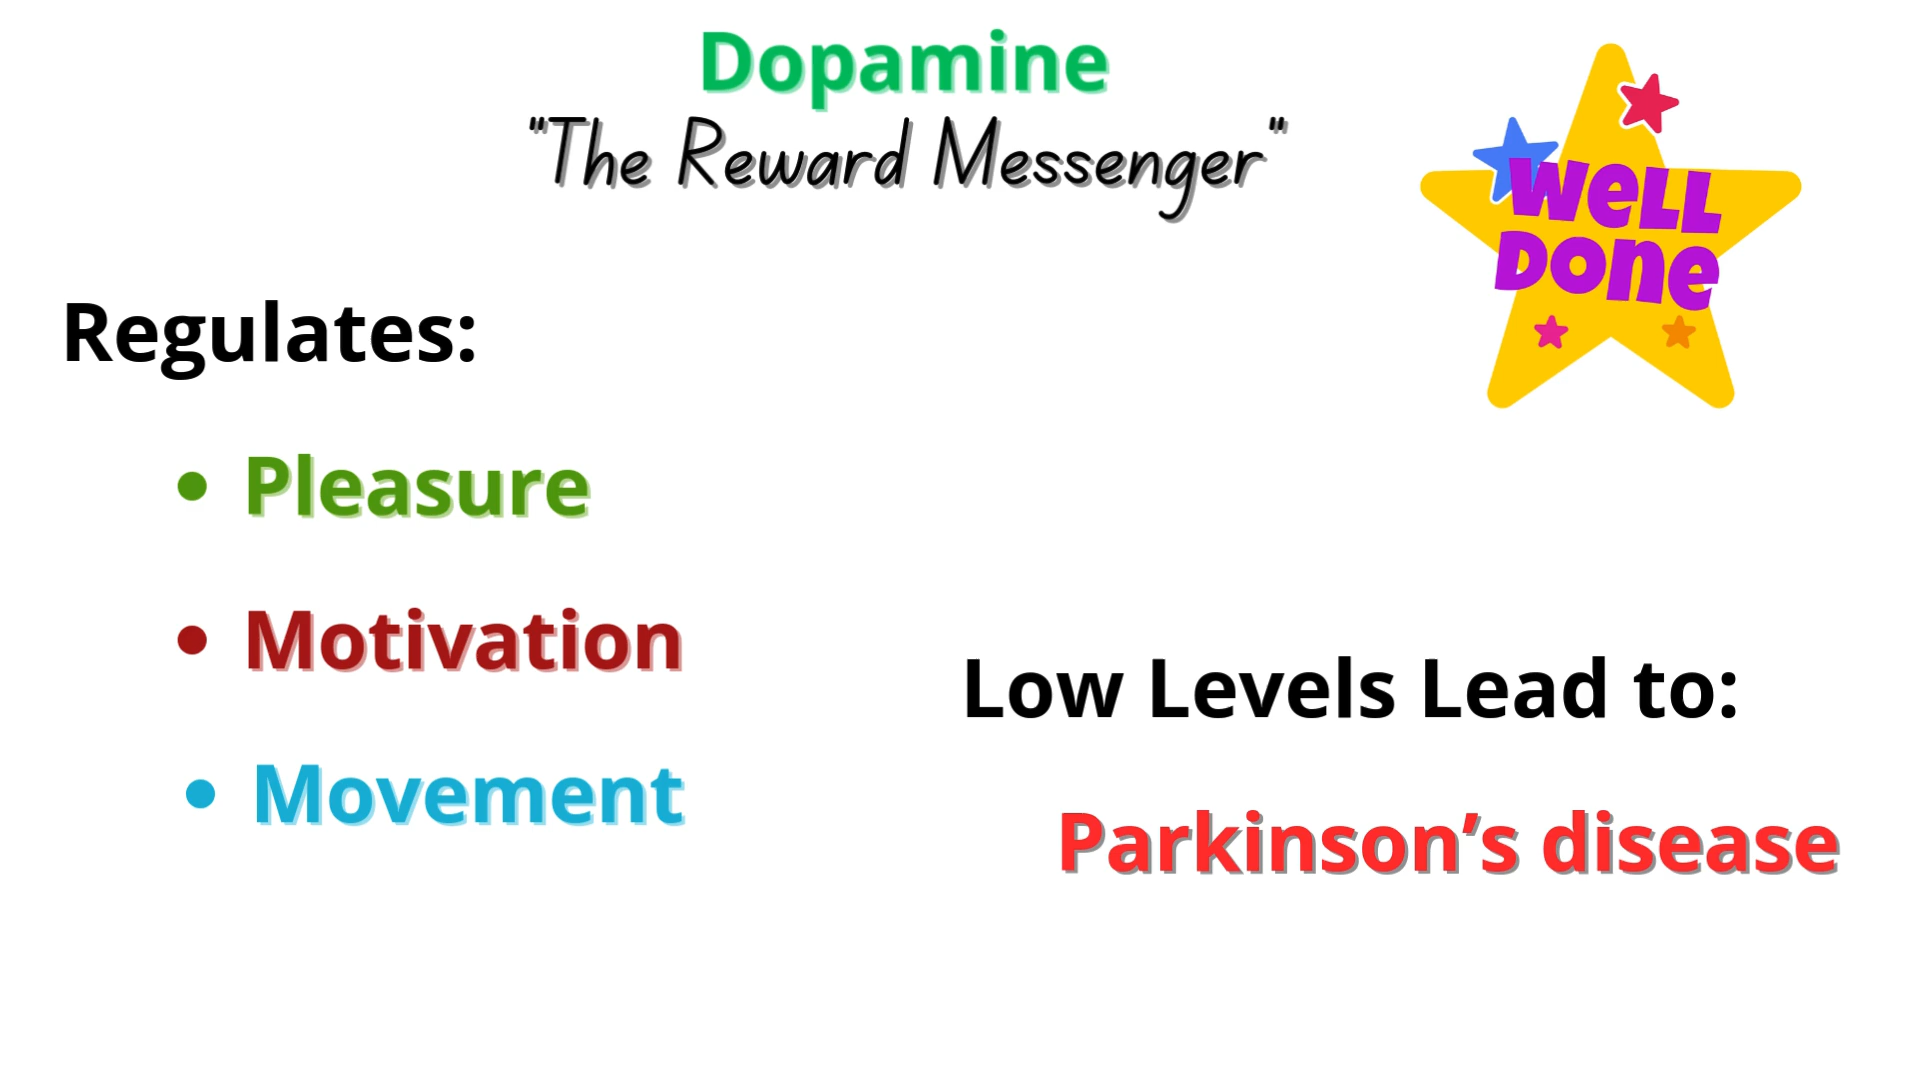 Dopamine
"The Reward Messenger"
WeLL
Done
Regulates:
• Pleasure
• Motivation
• Movement
Low Levels Lead to:
Parkinson’s disease